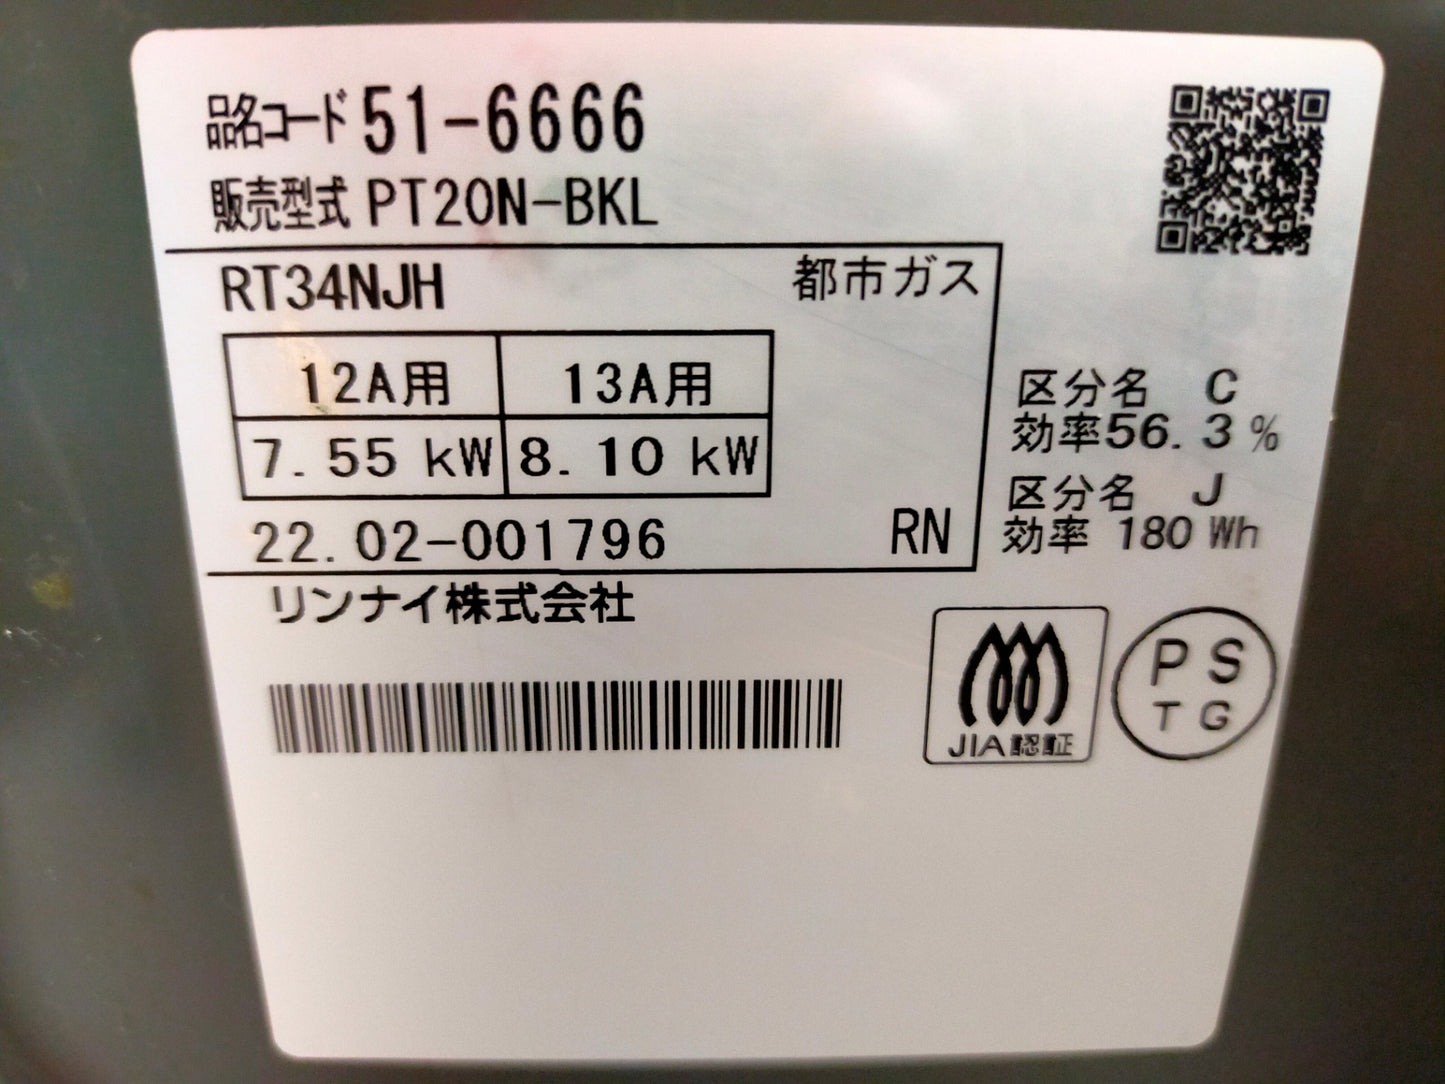 品名コード 51-6666
販売型式 PT20N-BKL
RT34NJH 都市ガス
12A用 13A用
7.55 kW 8.10 kW
22.02-001796 RN
リンナイ株式会社
区分名 C
効率56.3%
区分名 J
効率 180 Wh
JIA認証
PS
TG